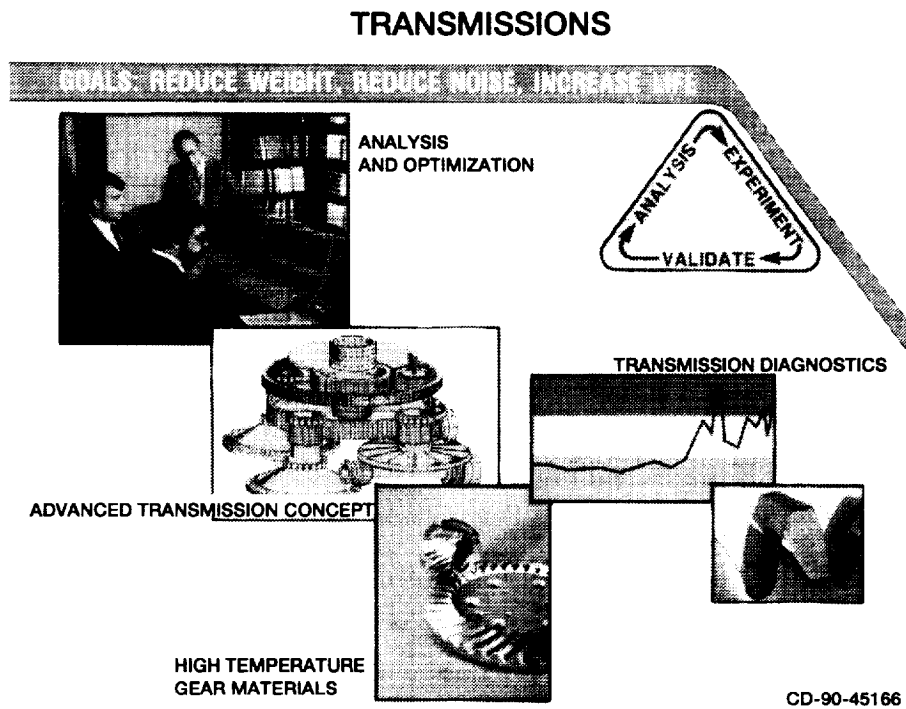 TRANSMISSIONS
GOALS: REDUCE WEIGHT, REDUCE NOISE, INCREASE LIFE
ANALYSIS
AND OPTIMIZATION
ANALYSIS
EXPERIMENT
VALIDATE
TRANSMISSION DIAGNOSTICS
ADVANCED TRANSMISSION CONCEPT
HIGH TEMPERATURE
GEAR MATERIALS
CD-90-45166